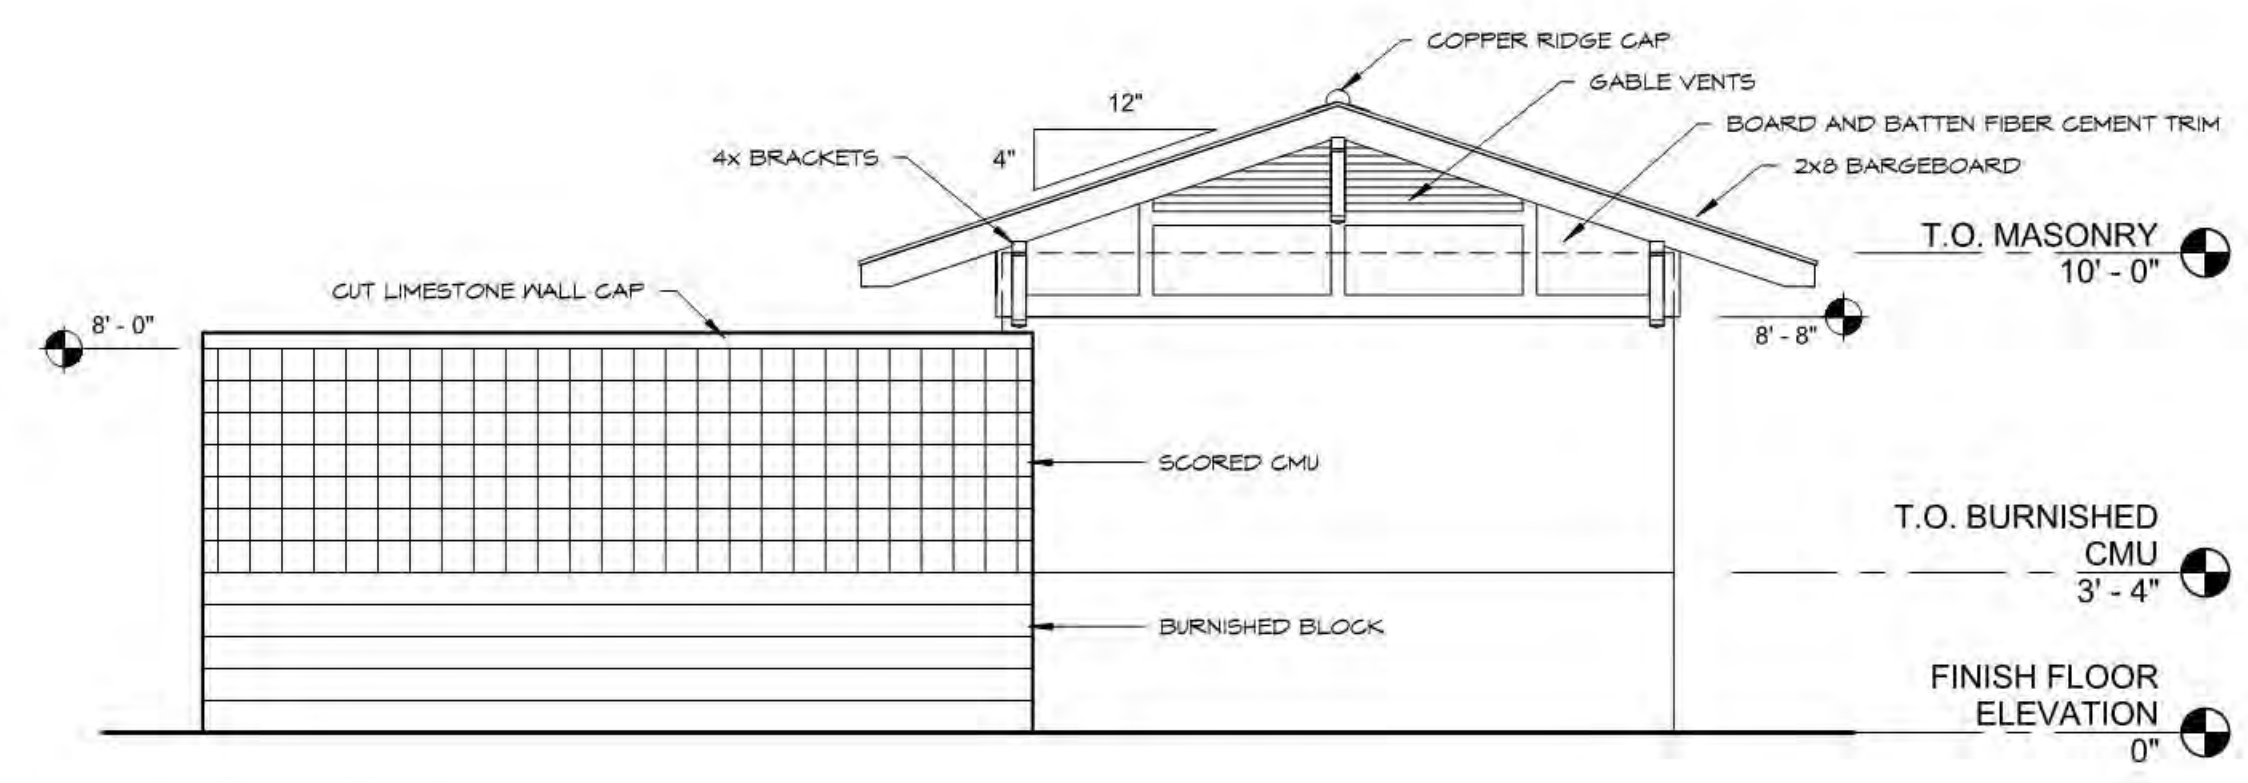 COPPER RIDGE CAP
GABLE VENTS
12"
BOARD AND BATTEN FIBER CEMENT TRIM
4x BRACKETS
4"
2x8 BARGEBOARD
T.O. MASONRY
10' - 0"
CUT LIMESTONE WALL CAP
8' - 0"
8' - 8"
SCORED CMU
T.O. BURNISHED
CMU
3' - 4"
BURNISHED BLOCK
FINISH FLOOR
ELEVATION
0"